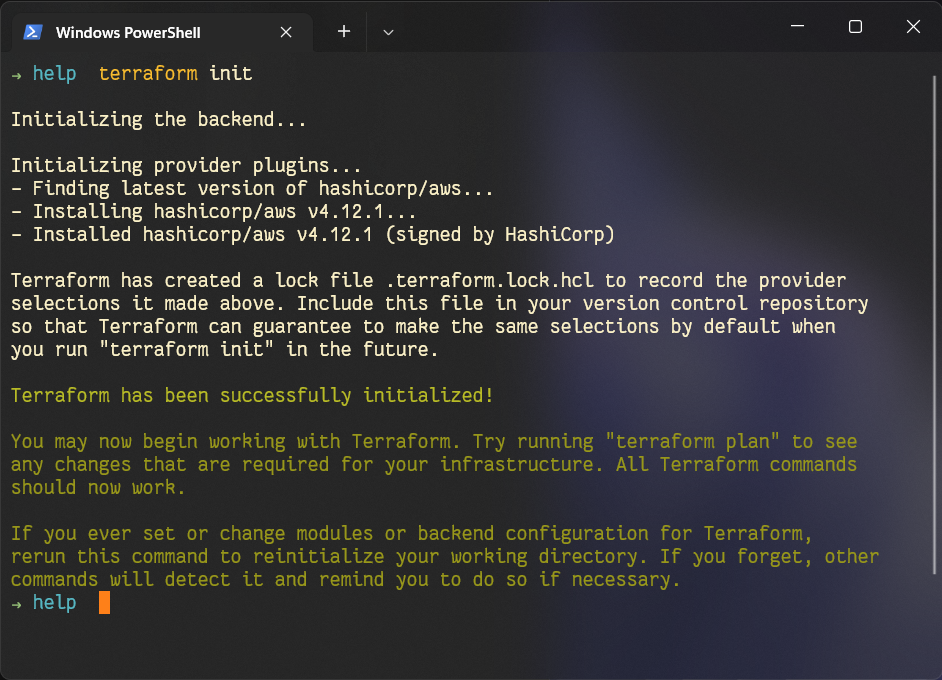 Windows PowerShell
→ help  terraform init
Initializing the backend...
Initializing provider plugins...
- Finding latest version of hashicorp/aws...
- Installing hashicorp/aws v4.12.1...
- Installed hashicorp/aws v4.12.1 (signed by HashiCorp)
Terraform has created a lock file .terraform.lock.hcl to record the provider
selections it made above. Include this file in your version control repository
so that Terraform can guarantee to make the same selections by default when
you run "terraform init" in the future.
Terraform has been successfully initialized!
You may now begin working with Terraform. Try running "terraform plan" to see
any changes that are required for your infrastructure. All Terraform commands
should now work.
If you ever set or change modules or backend configuration for Terraform,
rerun this command to reinitialize your working directory. If you forget, other
commands will detect it and remind you to do so if necessary.
→ help